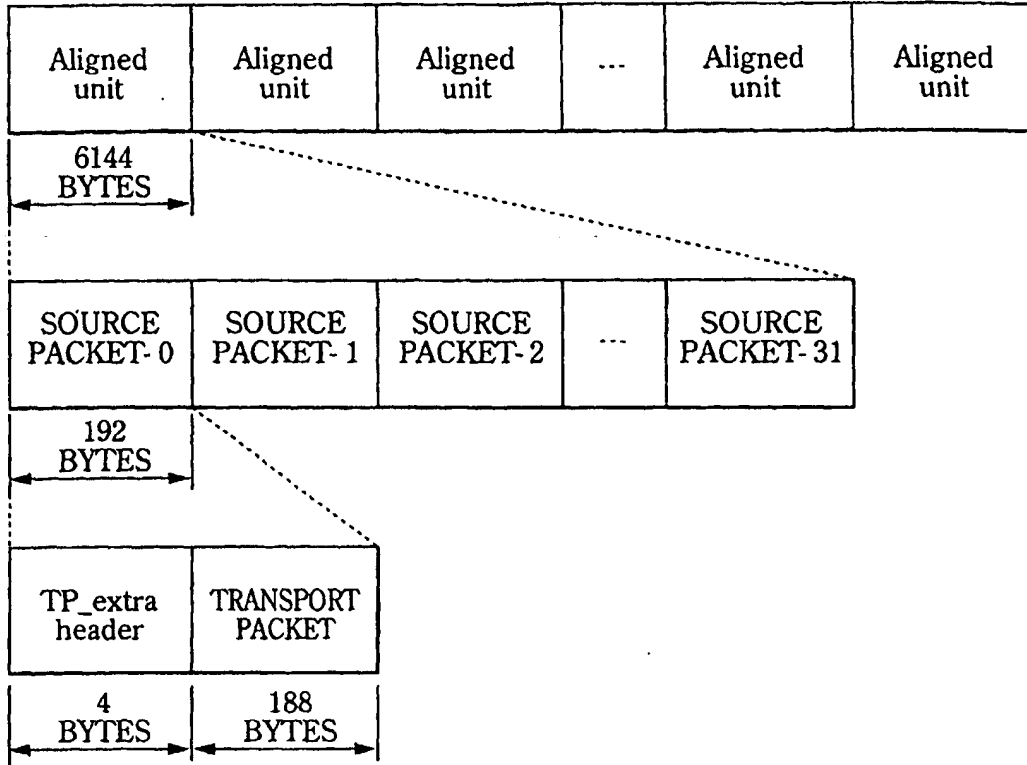 Aligned unit
Aligned unit
Aligned unit
...
Aligned unit
Aligned unit
6144 BYTES
SOURCE PACKET-0
SOURCE PACKET-1
SOURCE PACKET-2
...
SOURCE PACKET-31
192 BYTES
TP_extra header
TRANSPORT PACKET
4 BYTES
188 BYTES